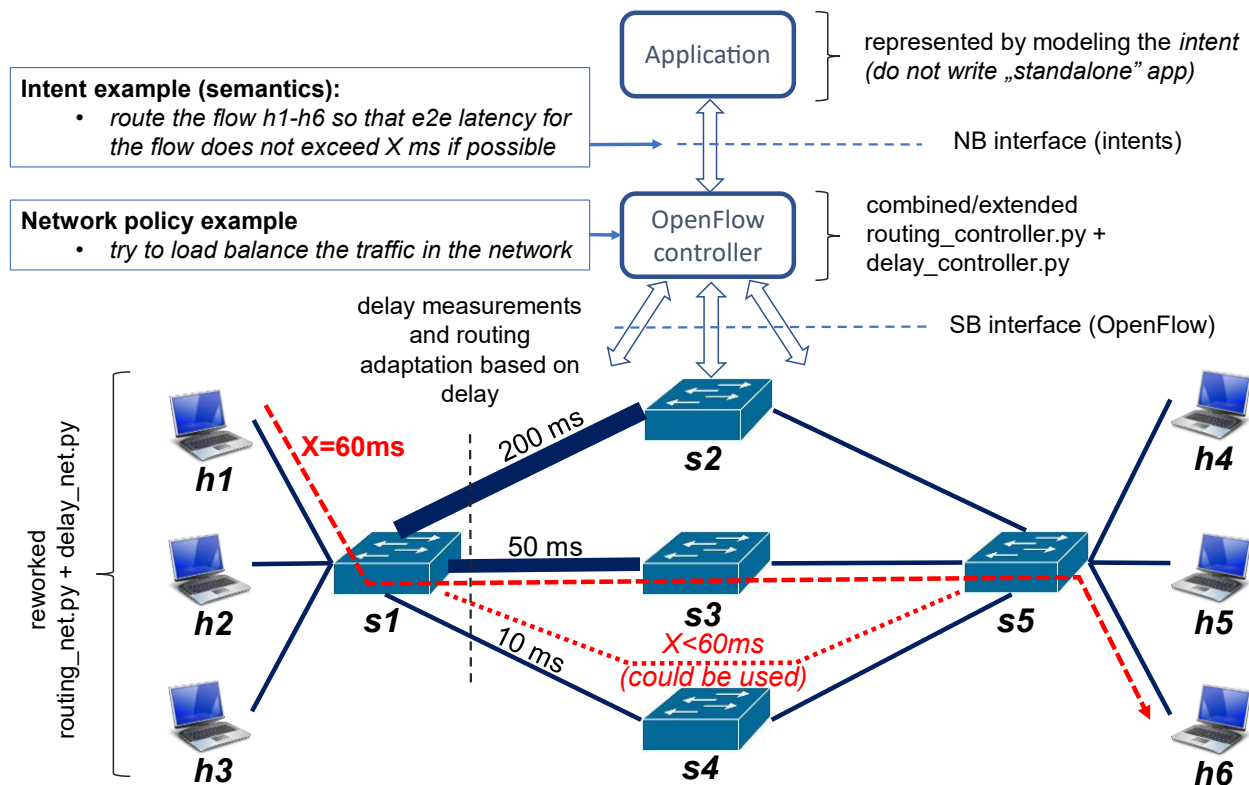 Application
represented by modeling the intent
(do not write „standalone” app)
Intent example (semantics):
• route the flow h1-h6 so that e2e latency for
the flow does not exceed X ms if possible
NB interface (intents)
Network policy example
• try to load balance the traffic in the network
OpenFlow
controller
combined/extended
routing_controller.py +
delay_controller.py
delay measurements
and routing
adaptation based on
delay
SB interface (OpenFlow)
reworked
routing_net.py + delay_net.py
X=60ms
200 ms
s2
h1
h4
50 ms
h2
s1
s3
s5
h5
10 ms
X<60ms
(could be used)
h3
s4
h6